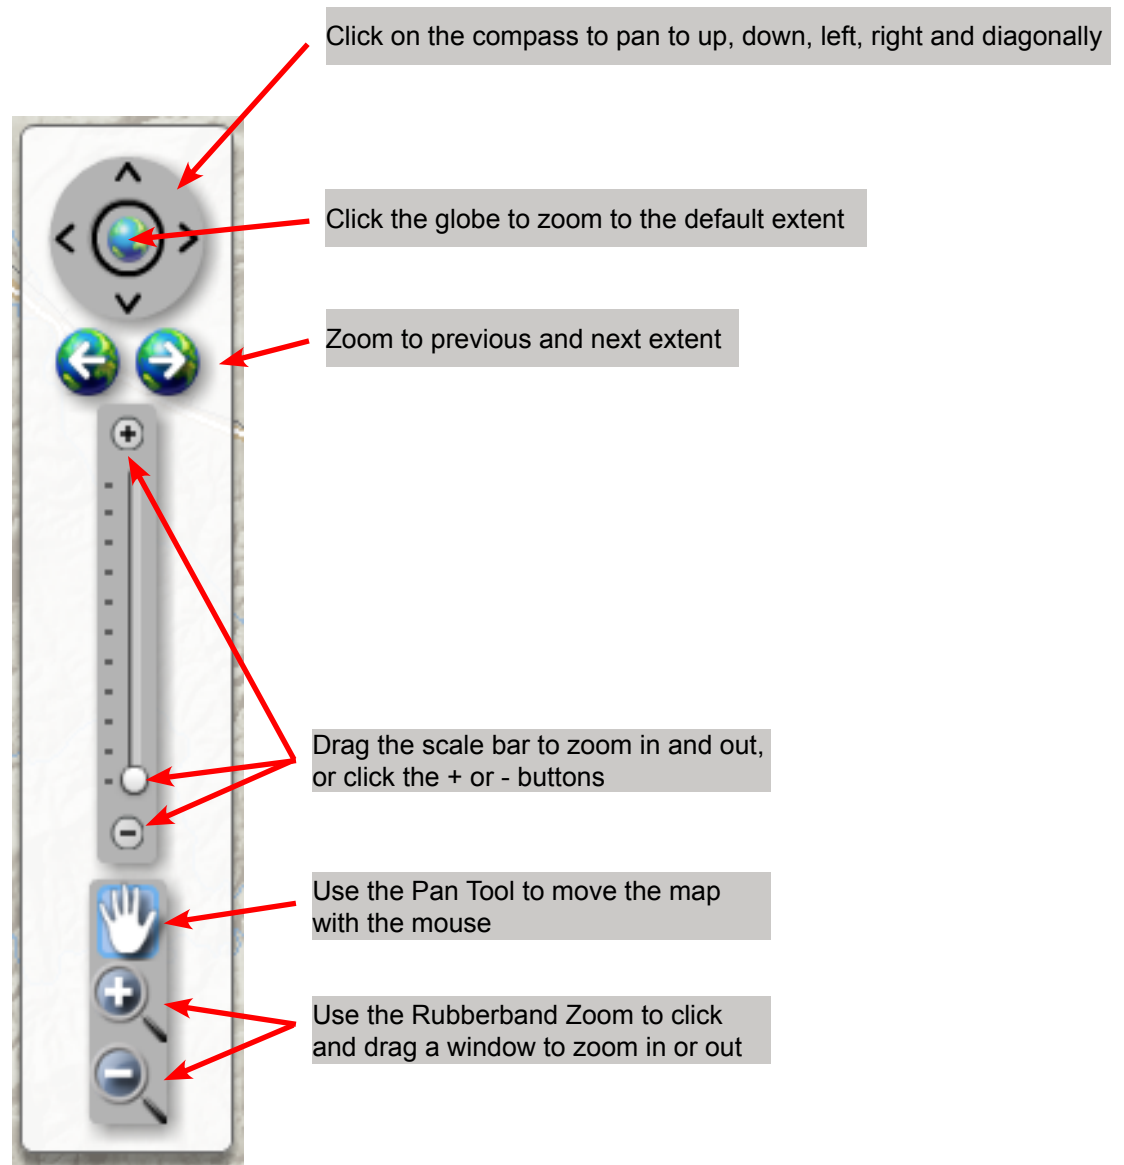 Click on the compass to pan to up, down, left, right and diagonally
Click the globe to zoom to the default extent
Zoom to previous and next extent
Drag the scale bar to zoom in and out,
or click the + or - buttons
Use the Pan Tool to move the map
with the mouse
Use the Rubberband Zoom to click
and drag a window to zoom in or out